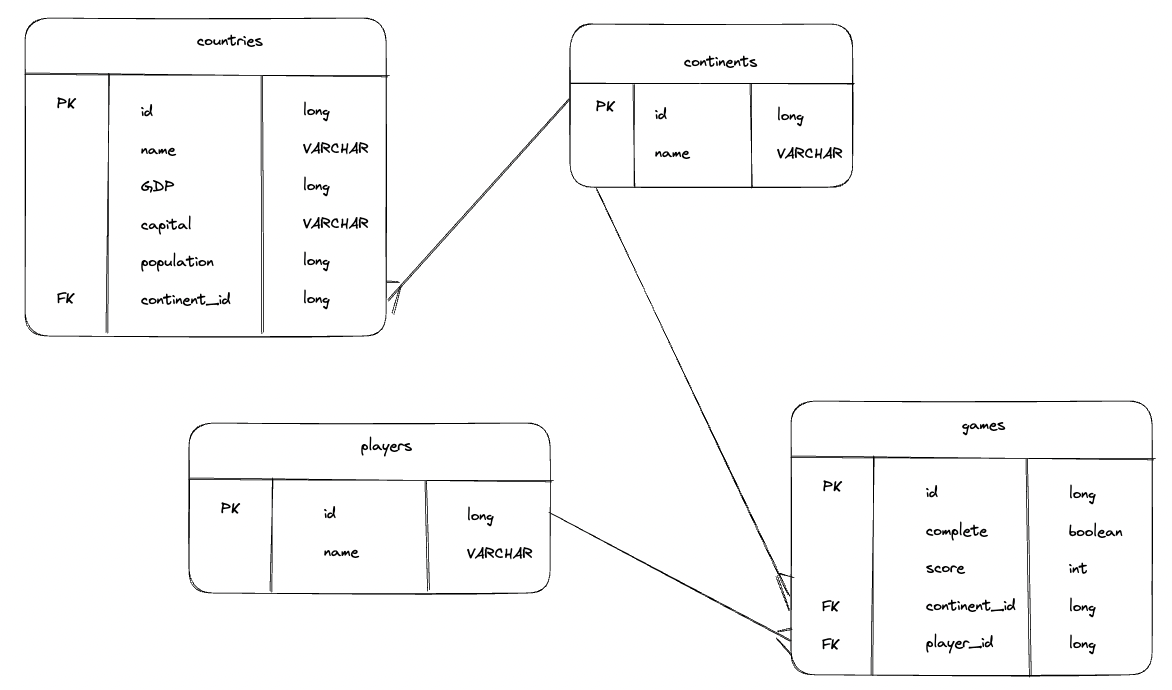 countries
PK id long
name VARCHAR
GDP long
capital VARCHAR
population long
FK continent_id long
continents
PK id long
name VARCHAR
players
PK id long
name VARCHAR
games
PK id long
complete boolean
score int
FK continent_id long
FK player_id long